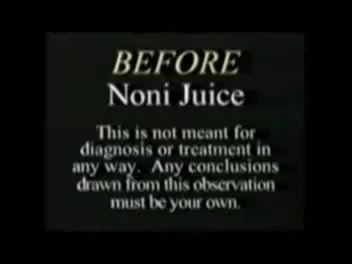 BEFORE
Noni Juice
This is not meant for
diagnosis or treatment in
any way. Any conclusions
drawn from this observation
must be your own.